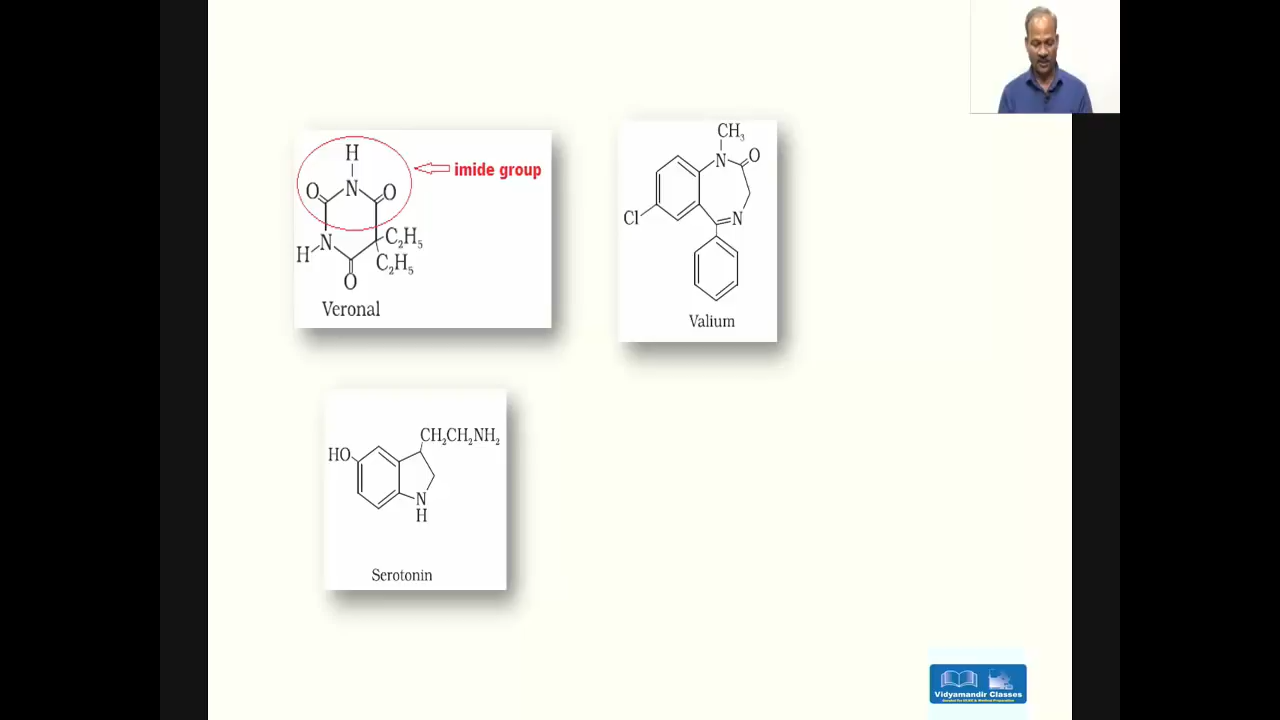 H
imide group
O N O
H N C₂H₅
C₂H₅
O
Veronal
CH₃
N O
Cl N
Valium
CH₂CH₂NH₂
HO
N
H
Serotonin
Vidyamandir Classes